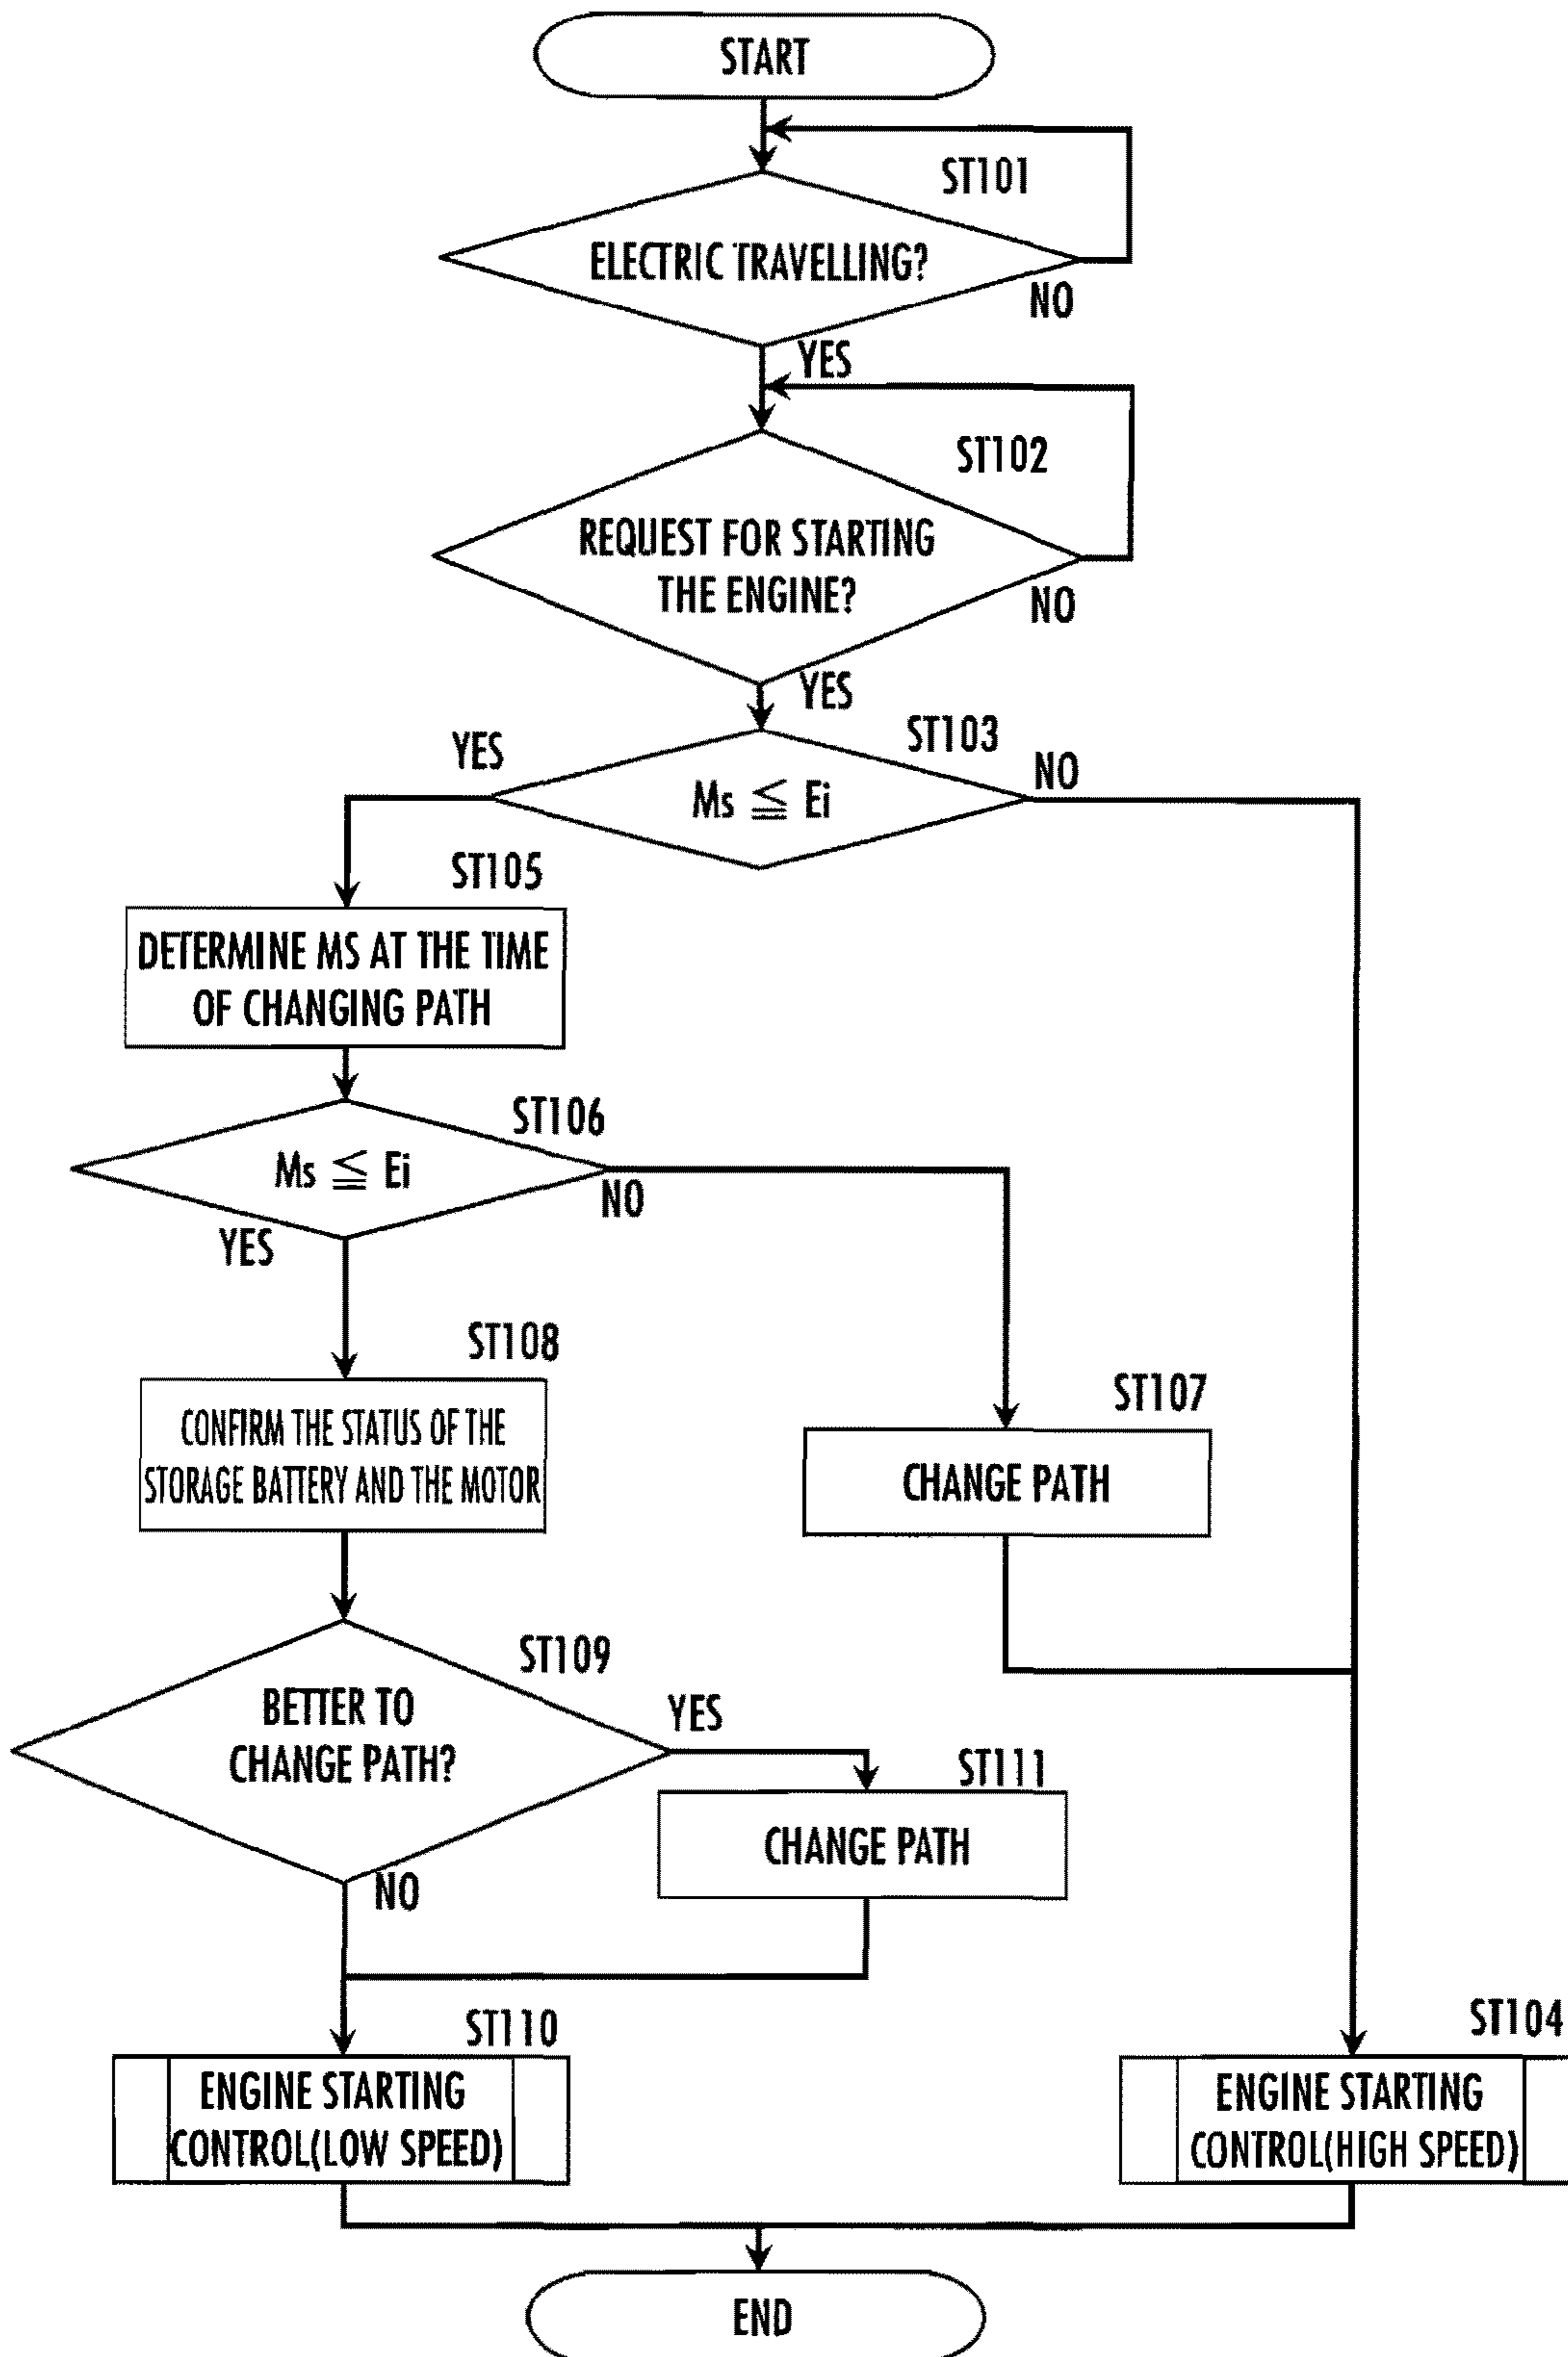 START
ST101
ELECTRIC TRAVELLING?
NO
YES
ST102
REQUEST FOR STARTING
THE ENGINE?
NO
YES
ST103
YES
NO
Ms ≦ Ei
ST105
DETERMINE MS AT THE TIME
OF CHANGING PATH
ST106
Ms ≦ Ei
NO
YES
ST108
CONFIRM THE STATUS OF THE
STORAGE BATTERY AND THE MOTOR
ST107
CHANGE PATH
ST109
BETTER TO
CHANGE PATH?
YES
ST111
CHANGE PATH
NO
ST110
ENGINE STARTING
CONTROL(LOW SPEED)
ST104
ENGINE STARTING
CONTROL(HIGH SPEED)
END